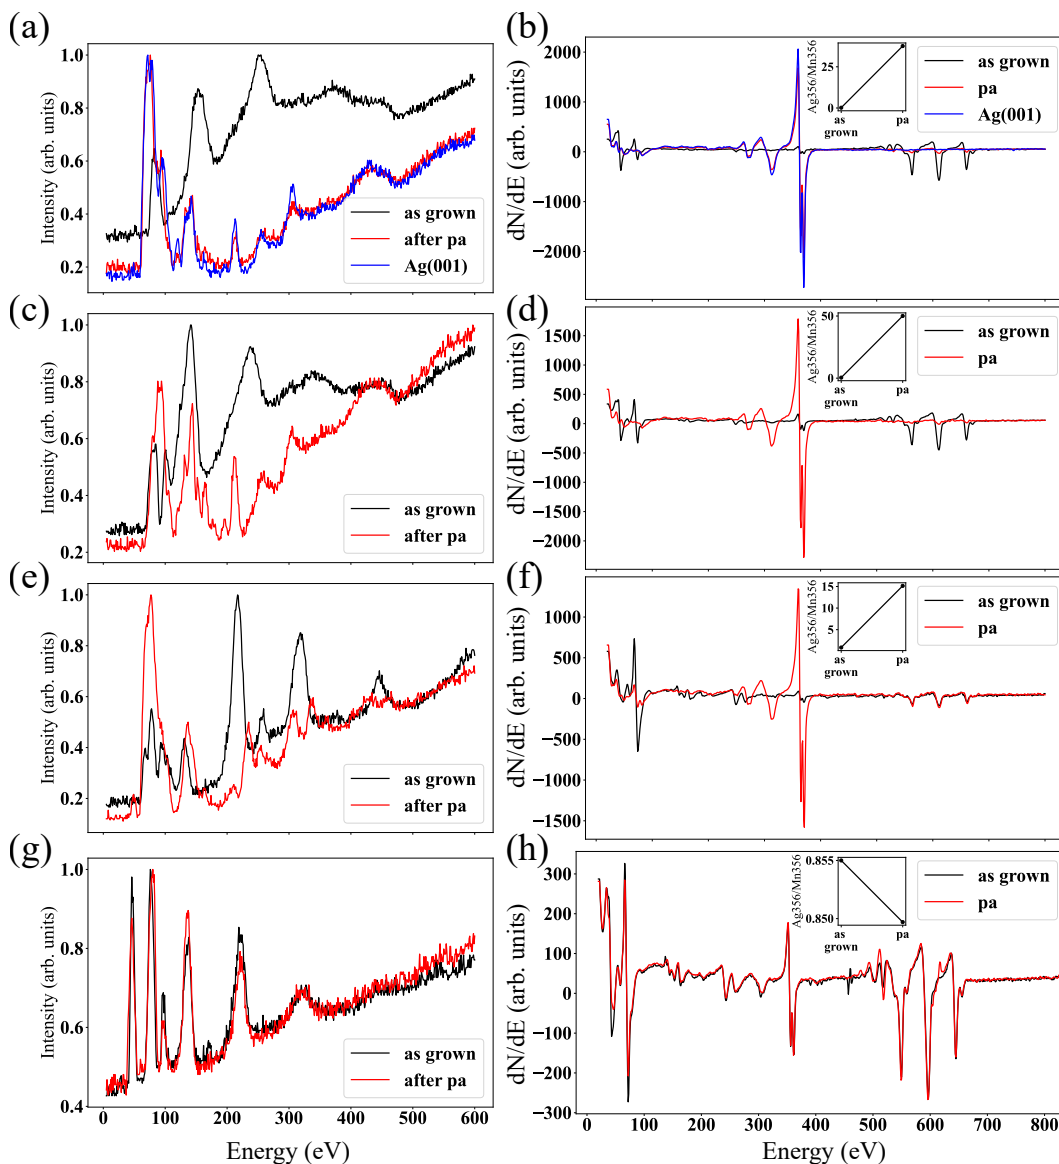 (a)
1.0
0.8
0.6
0.4
0.2
Intensity (arb. units)
as grown
after pa
Ag(001)
(b)
2000
1000
0
−1000
−2000
dN/dE (arb. units)
Ag356/Mn356
25
0
as
grown
pa
as grown
pa
Ag(001)
(c)
1.0
0.8
0.6
0.4
0.2
Intensity (arb. units)
as grown
after pa
(d)
1500
1000
500
0
−500
−1000
−1500
−2000
dN/dE (arb. units)
Ag356/Mn356
50
25
0
as
grown
pa
as grown
pa
(e)
1.0
0.8
0.6
0.4
0.2
Intensity (arb. units)
as grown
after pa
(f)
1000
500
0
−500
−1000
−1500
dN/dE (arb. units)
Ag356/Mn356
15
10
5
as
grown
pa
as grown
pa
(g)
1.0
0.8
0.6
0.4
Intensity (arb. units)
as grown
after pa
0 100 200 300 400 500 600
Energy (eV)
(h)
300
200
100
0
−100
−200
−300
dN/dE (arb. units)
Ag356/Mn356
0.855
0.850
as
grown
pa
as grown
pa
0 100 200 300 400 500 600 700 800
Energy (eV)